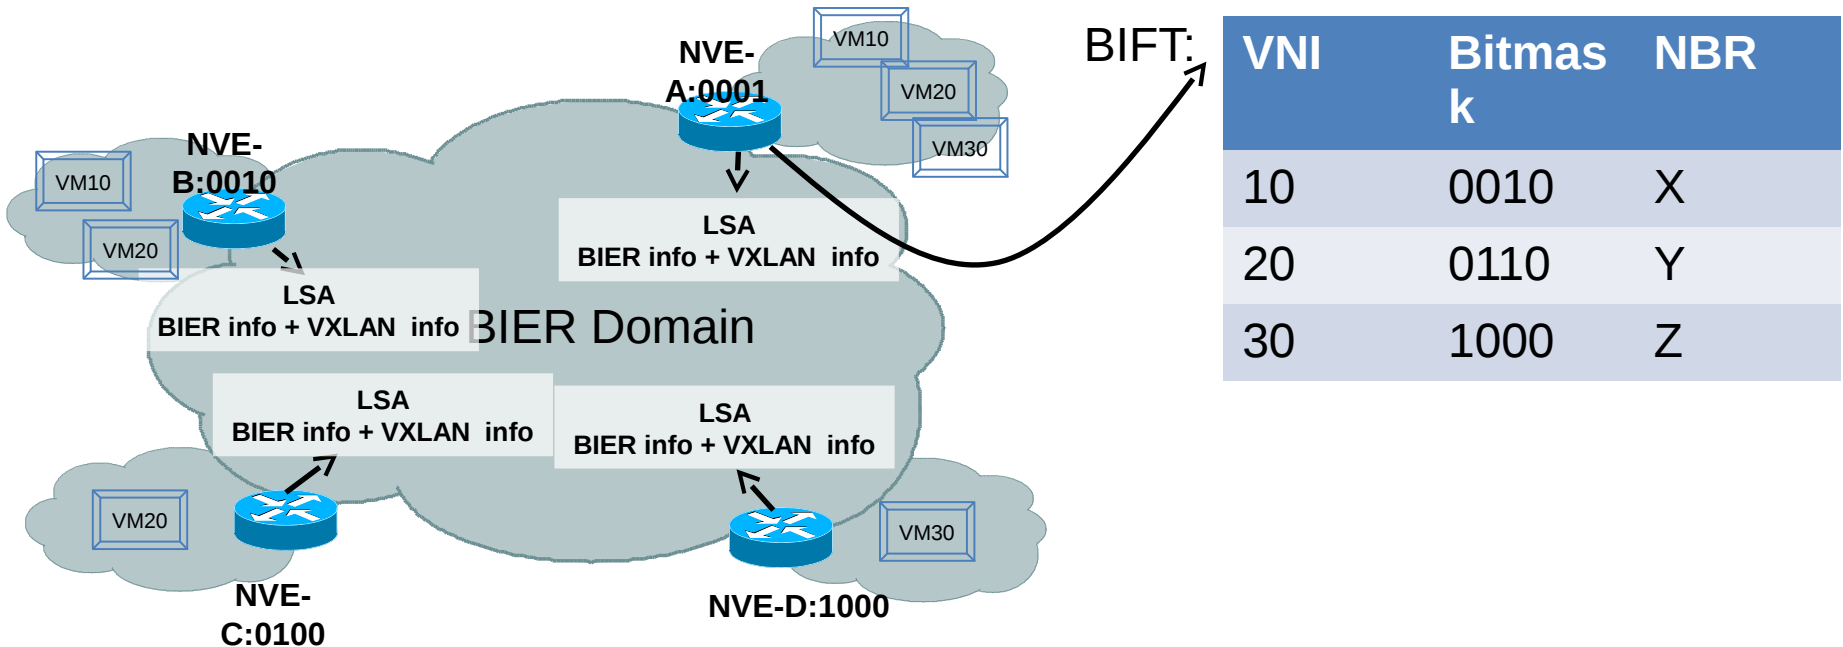 NVE-
A:0001
VM10
VM20
VM30
BIFT:
VNI Bitmas NBR
k
10 0010 X
20 0110 Y
30 1000 Z
NVE-
B:0010
VM10
VM20
LSA
BIER info + VXLAN info
LSA
BIER info + VXLAN info
BIER Domain
LSA
BIER info + VXLAN info
LSA
BIER info + VXLAN info
VM20
VM30
NVE-
C:0100
NVE-D:1000